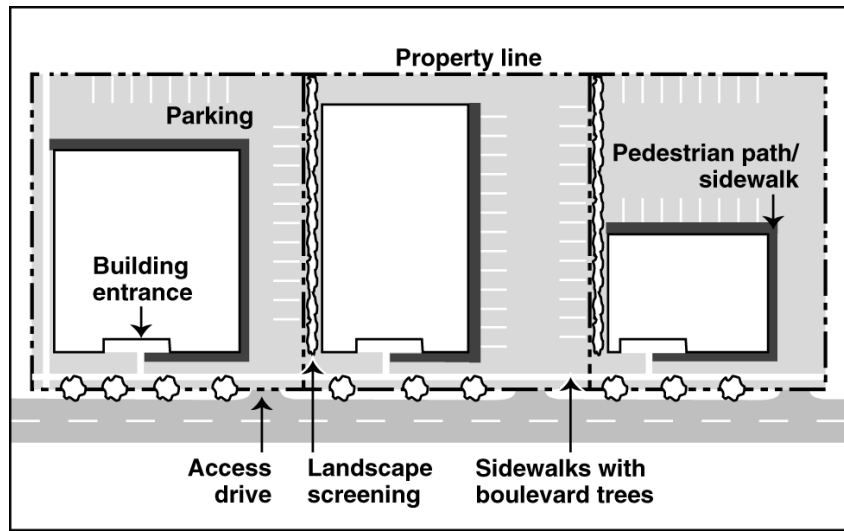 Property line
Parking
Pedestrian path/
sidewalk
Building
entrance
Access
drive
Landscape
screening
Sidewalks with
boulevard trees